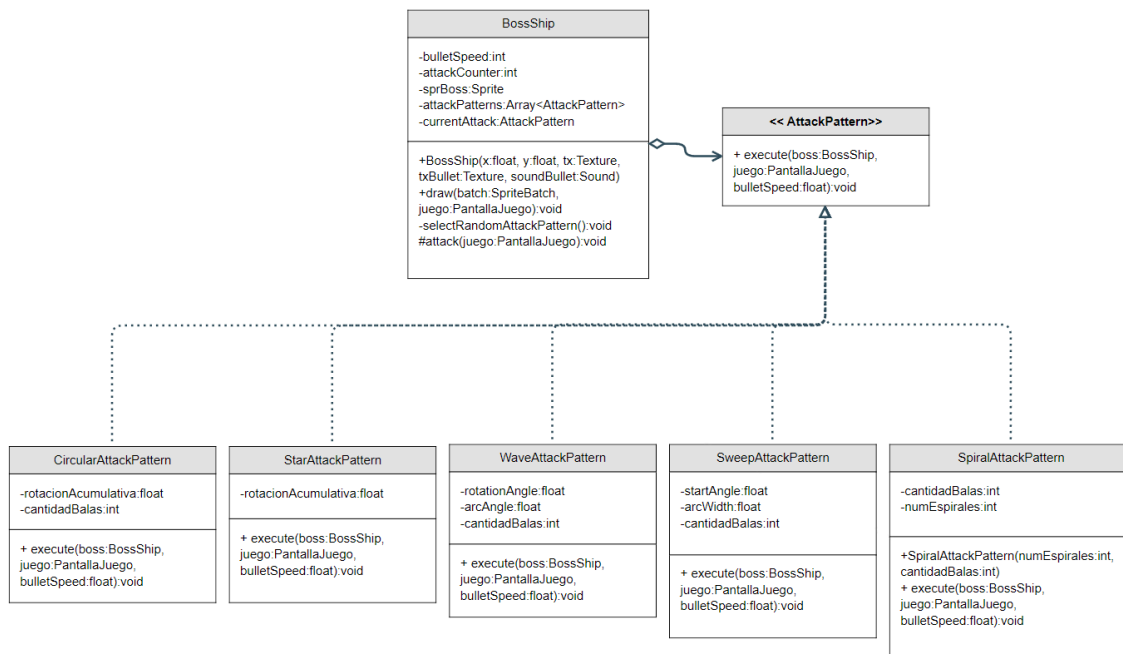 BossShip
-bulletSpeed:int
-attackCounter:int
-sprBoss:Sprite
-attackPatterns:Array<AttackPattern>
-currentAttack:AttackPattern
+BossShip(x:float, y:float, tx:Texture,
txBullet:Texture, soundBullet:Sound)
+draw(batch:SpriteBatch,
juego:PantallaJuego):void
-selectRandomAttackPattern():void
#attack(juego:PantallaJuego):void
<< AttackPattern>>
+ execute(boss:BossShip,
juego:PantallaJuego,
bulletSpeed:float):void
CircularAttackPattern
-rotacionAcumulativa:float
-cantidadBalas:int
+ execute(boss:BossShip,
juego:PantallaJuego,
bulletSpeed:float):void
StarAttackPattern
-rotacionAcumulativa:float
+ execute(boss:BossShip,
juego:PantallaJuego,
bulletSpeed:float):void
WaveAttackPattern
-rotationAngle:float
-arcAngle:float
-cantidadBalas:int
+ execute(boss:BossShip,
juego:PantallaJuego,
bulletSpeed:float):void
SweepAttackPattern
-startAngle:float
-arcWidth:float
-cantidadBalas:int
+ execute(boss:BossShip,
juego:PantallaJuego,
bulletSpeed:float):void
SpiralAttackPattern
-cantidadBalas:int
-numEspirales:int
+SpiralAttackPattern(numEspirales:int,
cantidadBalas:int)
+ execute(boss:BossShip,
juego:PantallaJuego,
bulletSpeed:float):void